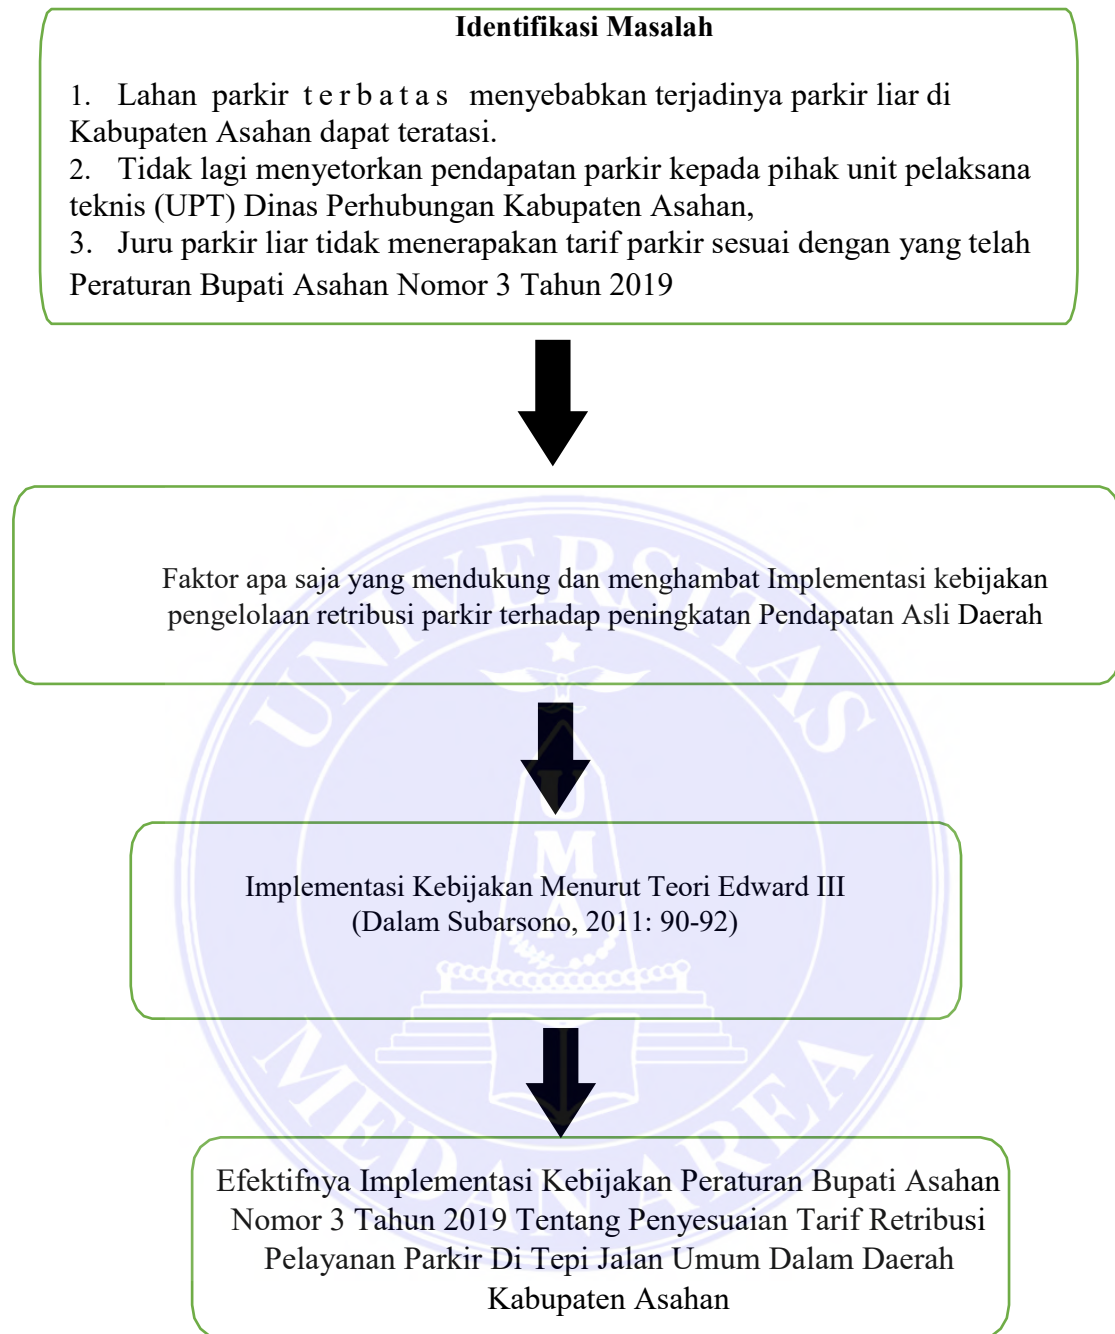 Identifikasi Masalah
1. Lahan parkir terbatas menyebabkan terjadinya parkir liar di
Kabupaten Asahan dapat teratasi.
2. Tidak lagi menyetorkan pendapatan parkir kepada pihak unit pelaksana
teknis (UPT) Dinas Perhubungan Kabupaten Asahan,
3. Juru parkir liar tidak menerapakan tarif parkir sesuai dengan yang telah
Peraturan Bupati Asahan Nomor 3 Tahun 2019
Faktor apa saja yang mendukung dan menghambat Implementasi kebijakan
pengelolaan retribusi parkir terhadap peningkatan Pendapatan Asli Daerah
Implementasi Kebijakan Menurut Teori Edward III
(Dalam Subarsono, 2011: 90-92)
Efektifnya Implementasi Kebijakan Peraturan Bupati Asahan
Nomor 3 Tahun 2019 Tentang Penyesuaian Tarif Retribusi
Pelayanan Parkir Di Tepi Jalan Umum Dalam Daerah
Kabupaten Asahan
UNIVERSITAS
UMA
MEDAN AREA